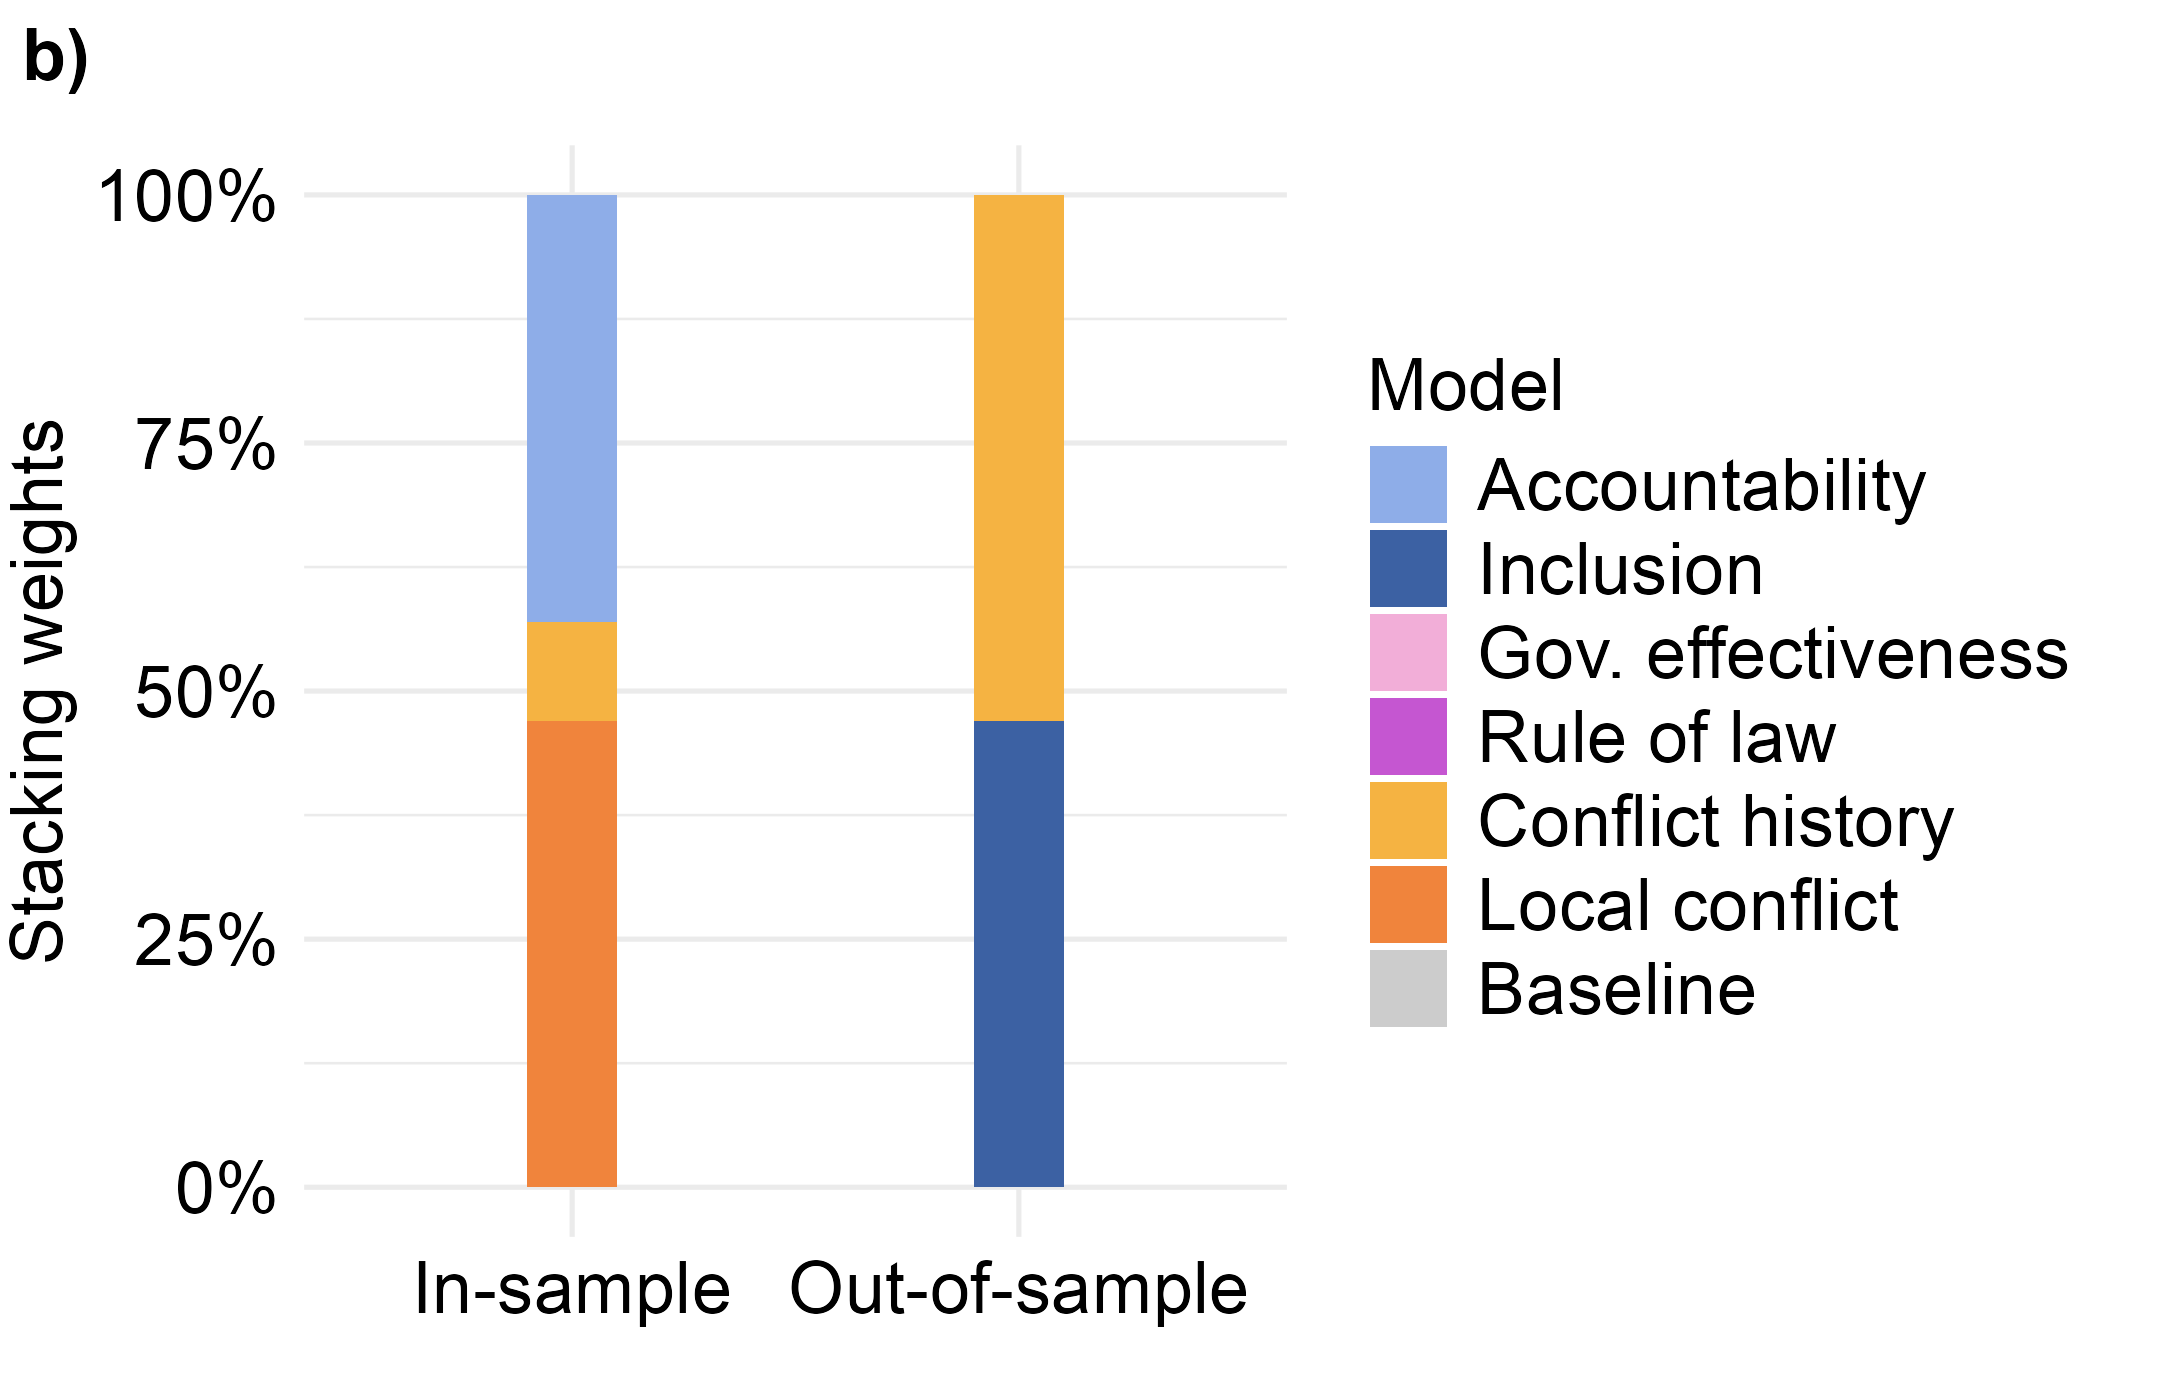 b)
100%
75%
50%
25%
0%
Stacking weights
In-sample
Out-of-sample
Model
Accountability
Inclusion
Gov. effectiveness
Rule of law
Conflict history
Local conflict
Baseline